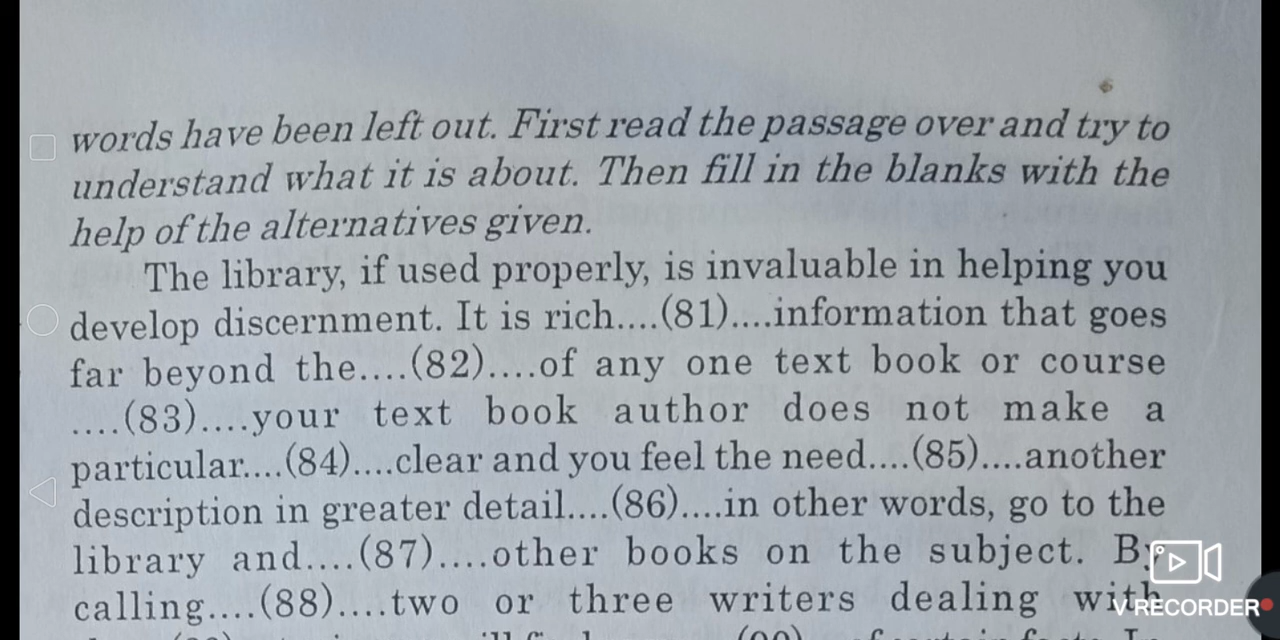 words have been left out. First read the passage over and try to
understand what it is about. Then fill in the blanks with the
help of the alternatives given.
The library, if used properly, is invaluable in helping you
develop discernment. It is rich....(81)....information that goes
far beyond the....(82)....of any one text book or course
....(83)....your text book author does not make a
particular....(84)....clear and you feel the need....(85)....another
description in greater detail....(86)....in other words, go to the
library and....(87)....other books on the subject. By
calling....(88)....two or three writers dealing with
V RECORDER